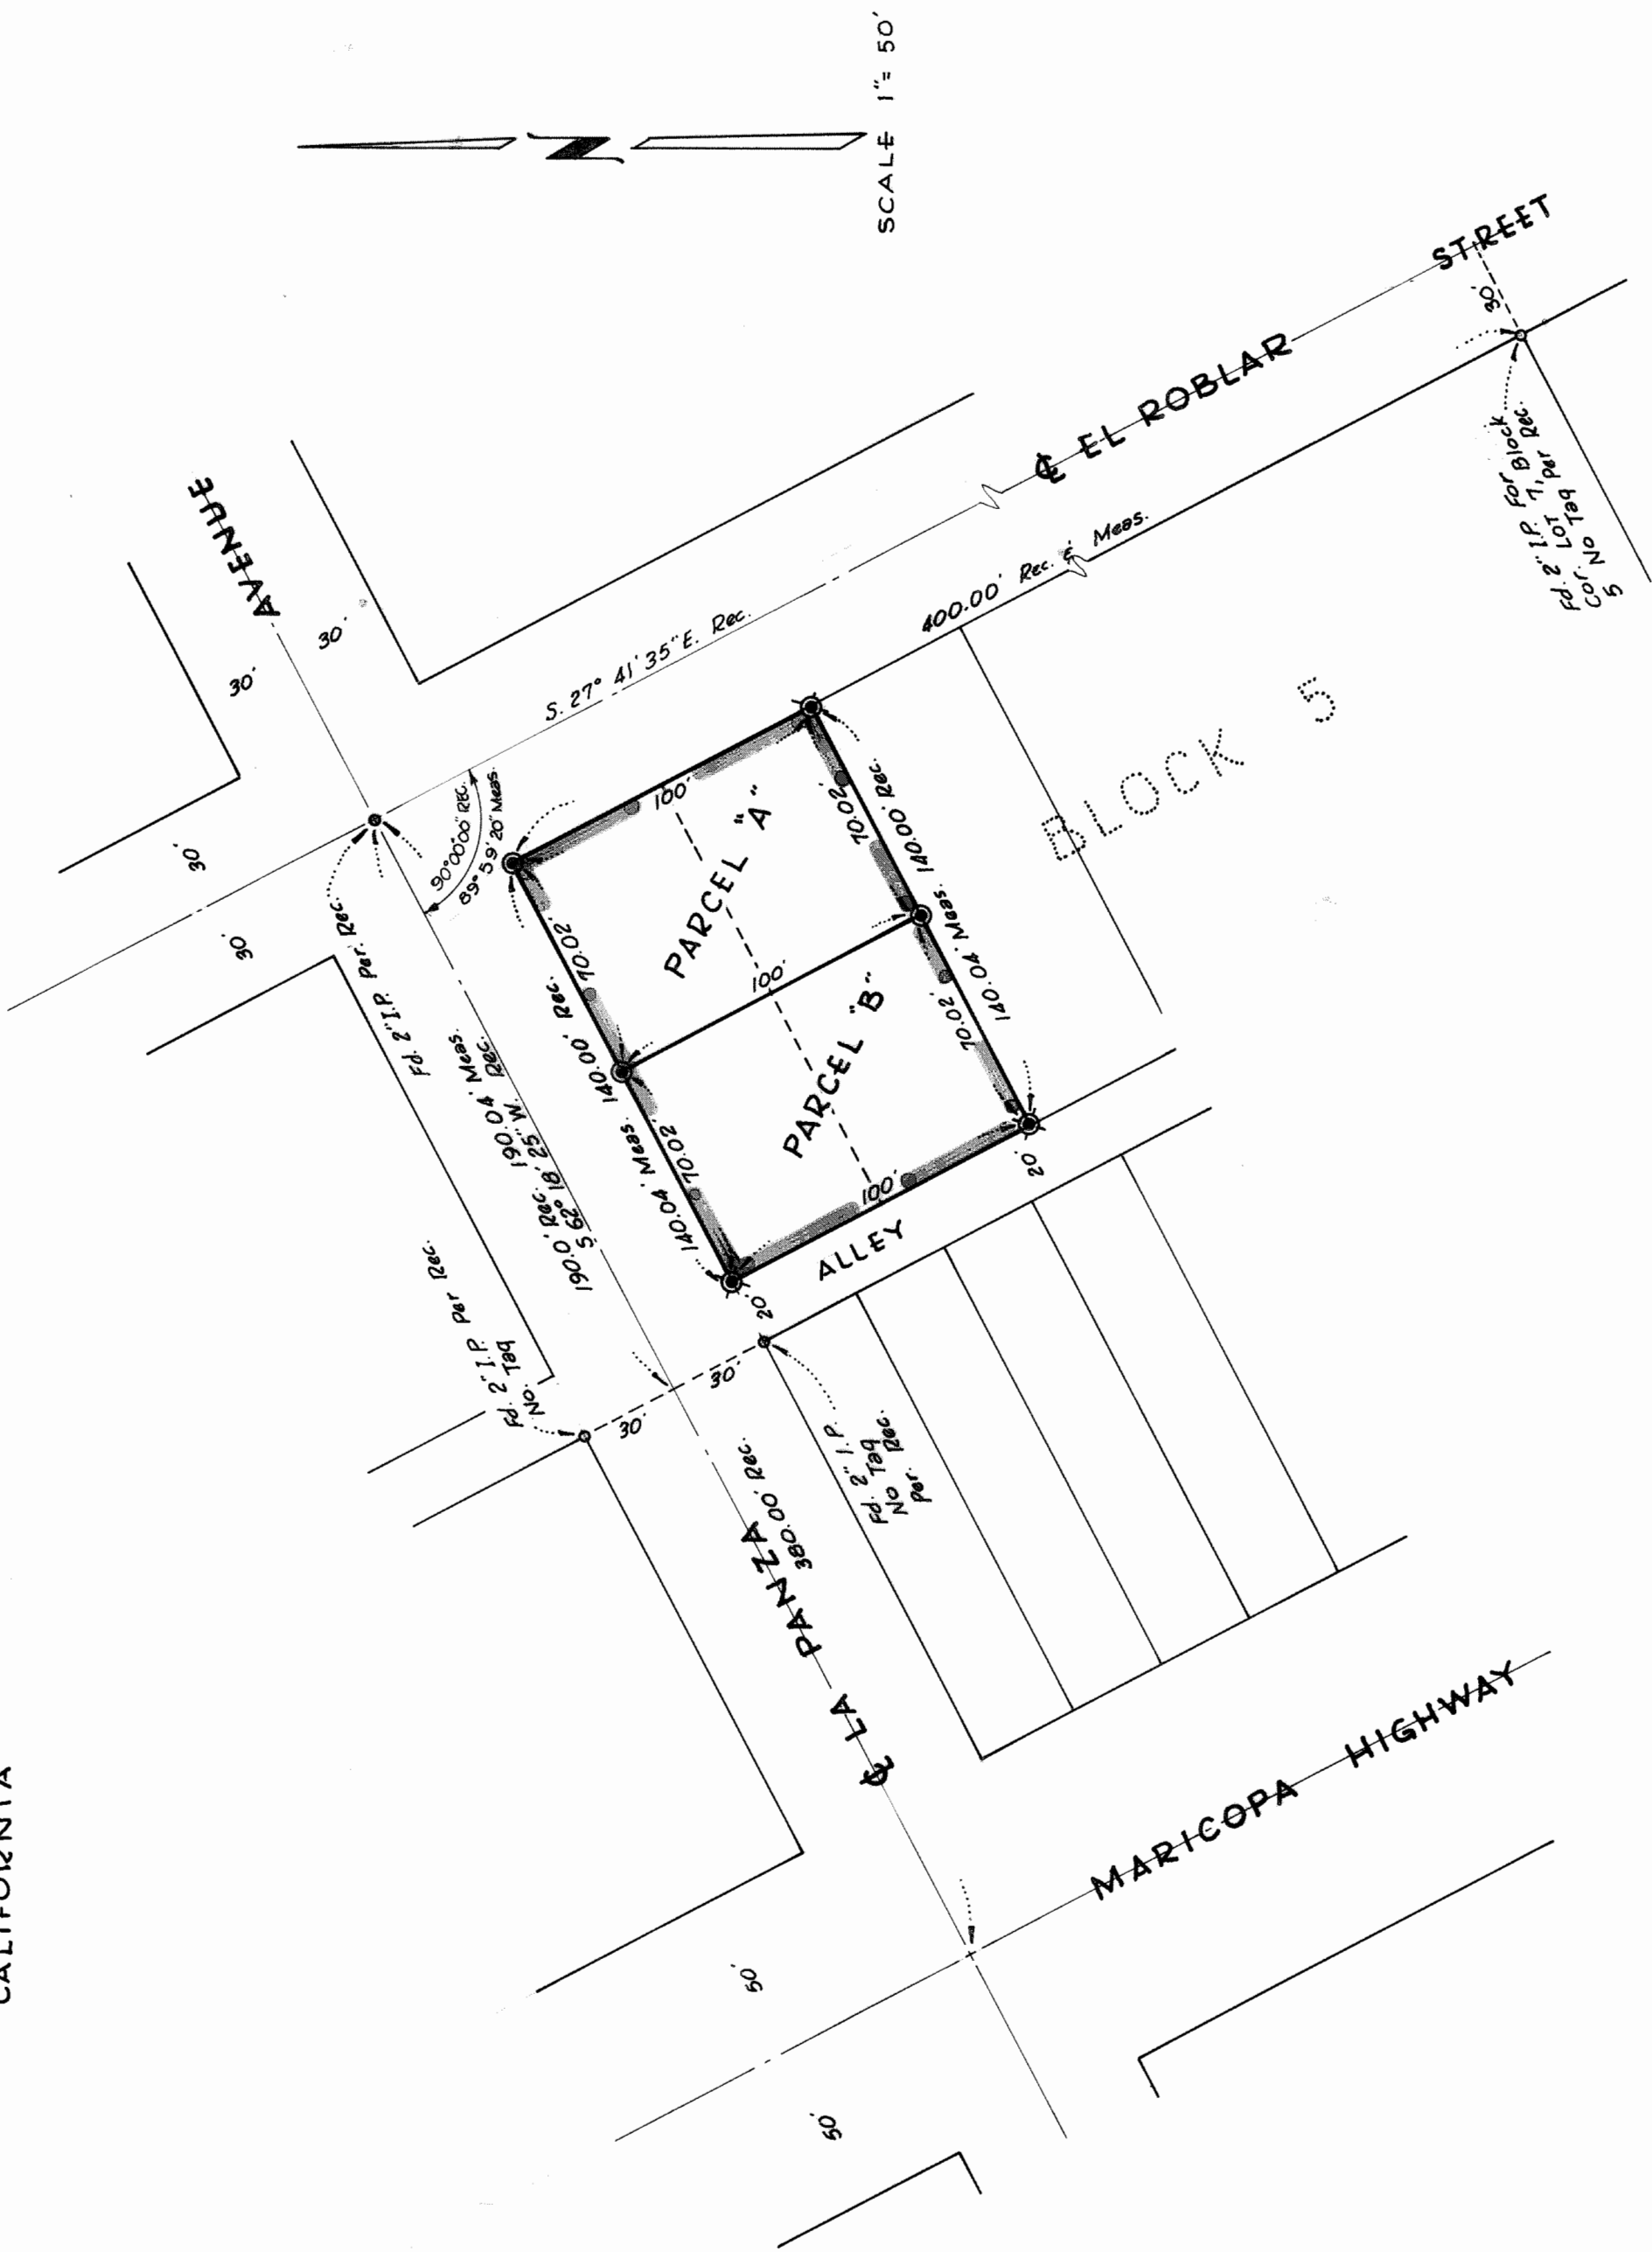 CALIFORNIA
N
SCALE 1"= 50'
AVENUE
30'
30'
30'
30'
Fd. 2" I.P. Per. Rec.
90°00'00" REC.
89° 59' 20" Meas.
S. 27° 41' 35" E. Rec.
℄ EL ROBLAR STREET
30'
Fd. 2" I.P. For Block
Cor. LOT 7, Block
5 No Tag Per Rec.
400.00' Rec. & Meas.
BLOCK 5
190.04' Meas.
190.0' Rec.
S 62° 18' 25" W. Rec.
140.00' Rec.
140.04' Meas.
70.02'
70.02'
100'
PARCEL "A"
100'
PARCEL "B"
100'
70.02'
70.02'
140.00' Rec.
140.04' Meas.
20'
20'
ALLEY
Fd. 2" I.P. Per Rec.
No. Tag
30'
30'
Fd. 2" I.P.
No Tag
Per. Rec.
380.00' Rec.
℄ LA PANZA
50'
50'
MARICOPA HIGHWAY